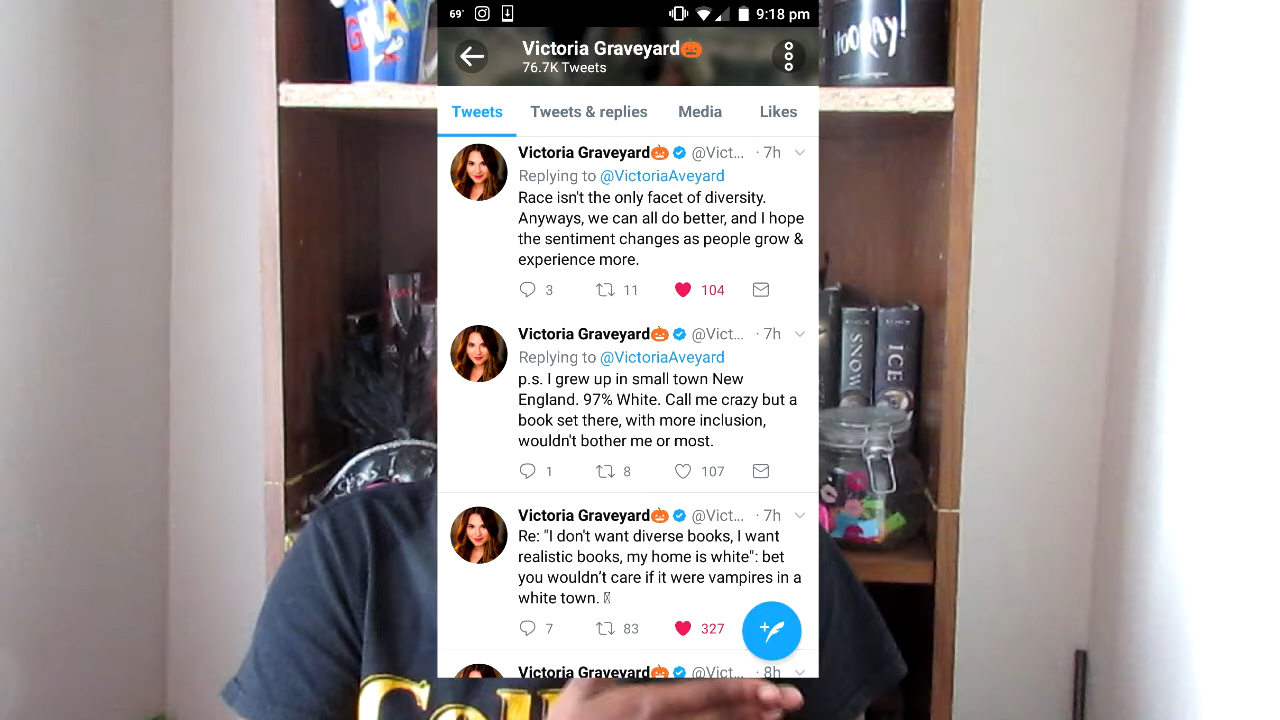 69°
9:18 pm
Victoria Graveyard🎃
76.7K Tweets
Tweets
Tweets & replies
Media
Likes
Victoria Graveyard🎃 @Vict... · 7h
Replying to @VictoriaAveyard
Race isn't the only facet of diversity.
Anyways, we can all do better, and I hope
the sentiment changes as people grow &
experience more.
3 11 104
Victoria Graveyard🎃 @Vict... · 7h
Replying to @VictoriaAveyard
p.s. I grew up in small town New
England. 97% White. Call me crazy but a
book set there, with more inclusion,
wouldn't bother me or most.
1 8 107
Victoria Graveyard🎃 @Vict... · 7h
Re: "I don't want diverse books, I want
realistic books, my home is white": bet
you wouldn’t care if it were vampires in a
white town.
7 83 327
Victoria Graveyard🎃 @Vict... · 8h
GRAD
HOORAY!
SNOW
ICE